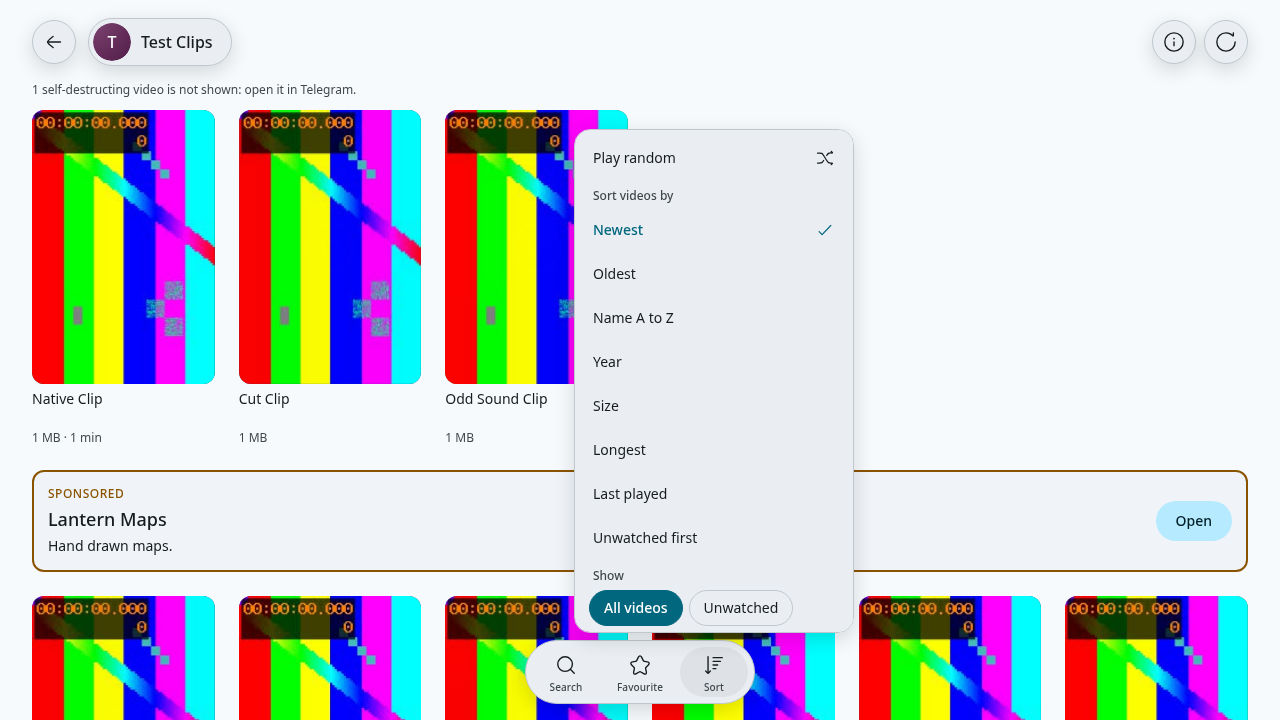 T Test Clips
1 self-destructing video is not shown: open it in Telegram.
00:00:00.000
0
00:00:00.000
0
00:00:00.000
0
Play random
Sort videos by
Newest
Oldest
Name A to Z
Year
Size
Longest
Last played
Unwatched first
Show
All videos Unwatched
Native Clip
1 MB · 1 min
Cut Clip
1 MB
Odd Sound Clip
1 MB
SPONSORED
Lantern Maps
Hand drawn maps.
Open
00:00:00.000
0
00:00:00.000
0
00:00:00.000
0
00:00:00.000
0
00:00:00.000
0
Search Favourite Sort